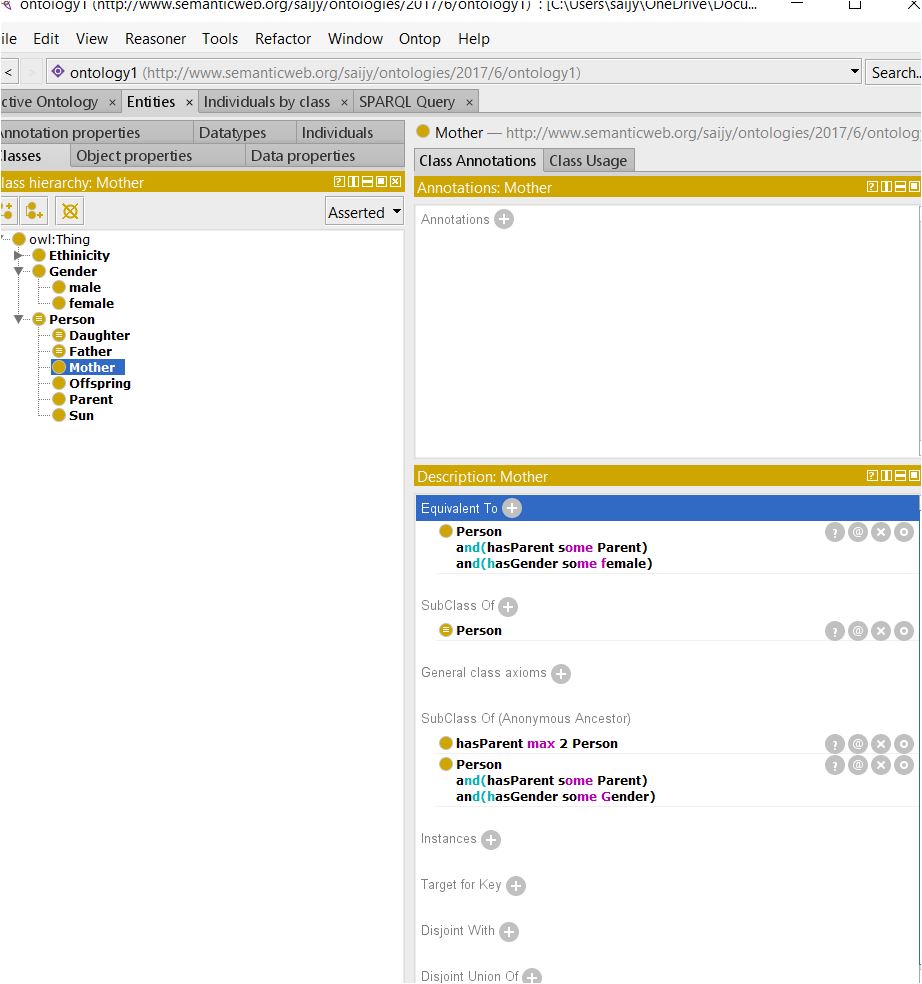 ontology1 (http://www.semanticweb.org/saijy/ontologies/2017/6/ontology1) : [C:\Users\saijy\OneDrive\Docu...
ile Edit View Reasoner Tools Refactor Window Ontop Help
< > ontology1 (http://www.semanticweb.org/saijy/ontologies/2017/6/ontology1) Search..
ctive Ontology × Entities × Individuals by class × SPARQL Query ×
Annotation properties Datatypes Individuals
lasses Object properties Data properties
lass hierarchy: Mother
Asserted
owl:Thing
Ethinicity
Gender
male
female
Person
Daughter
Father
Mother
Offspring
Parent
Sun
Mother — http://www.semanticweb.org/saijy/ontologies/2017/6/ontolog
Class Annotations Class Usage
Annotations: Mother
Annotations
Description: Mother
Equivalent To
Person
and(hasParent some Parent)
and(hasGender some female)
SubClass Of
Person
General class axioms
SubClass Of (Anonymous Ancestor)
hasParent max 2 Person
Person
and(hasParent some Parent)
and(hasGender some Gender)
Instances
Target for Key
Disjoint With
Disjoint Union Of